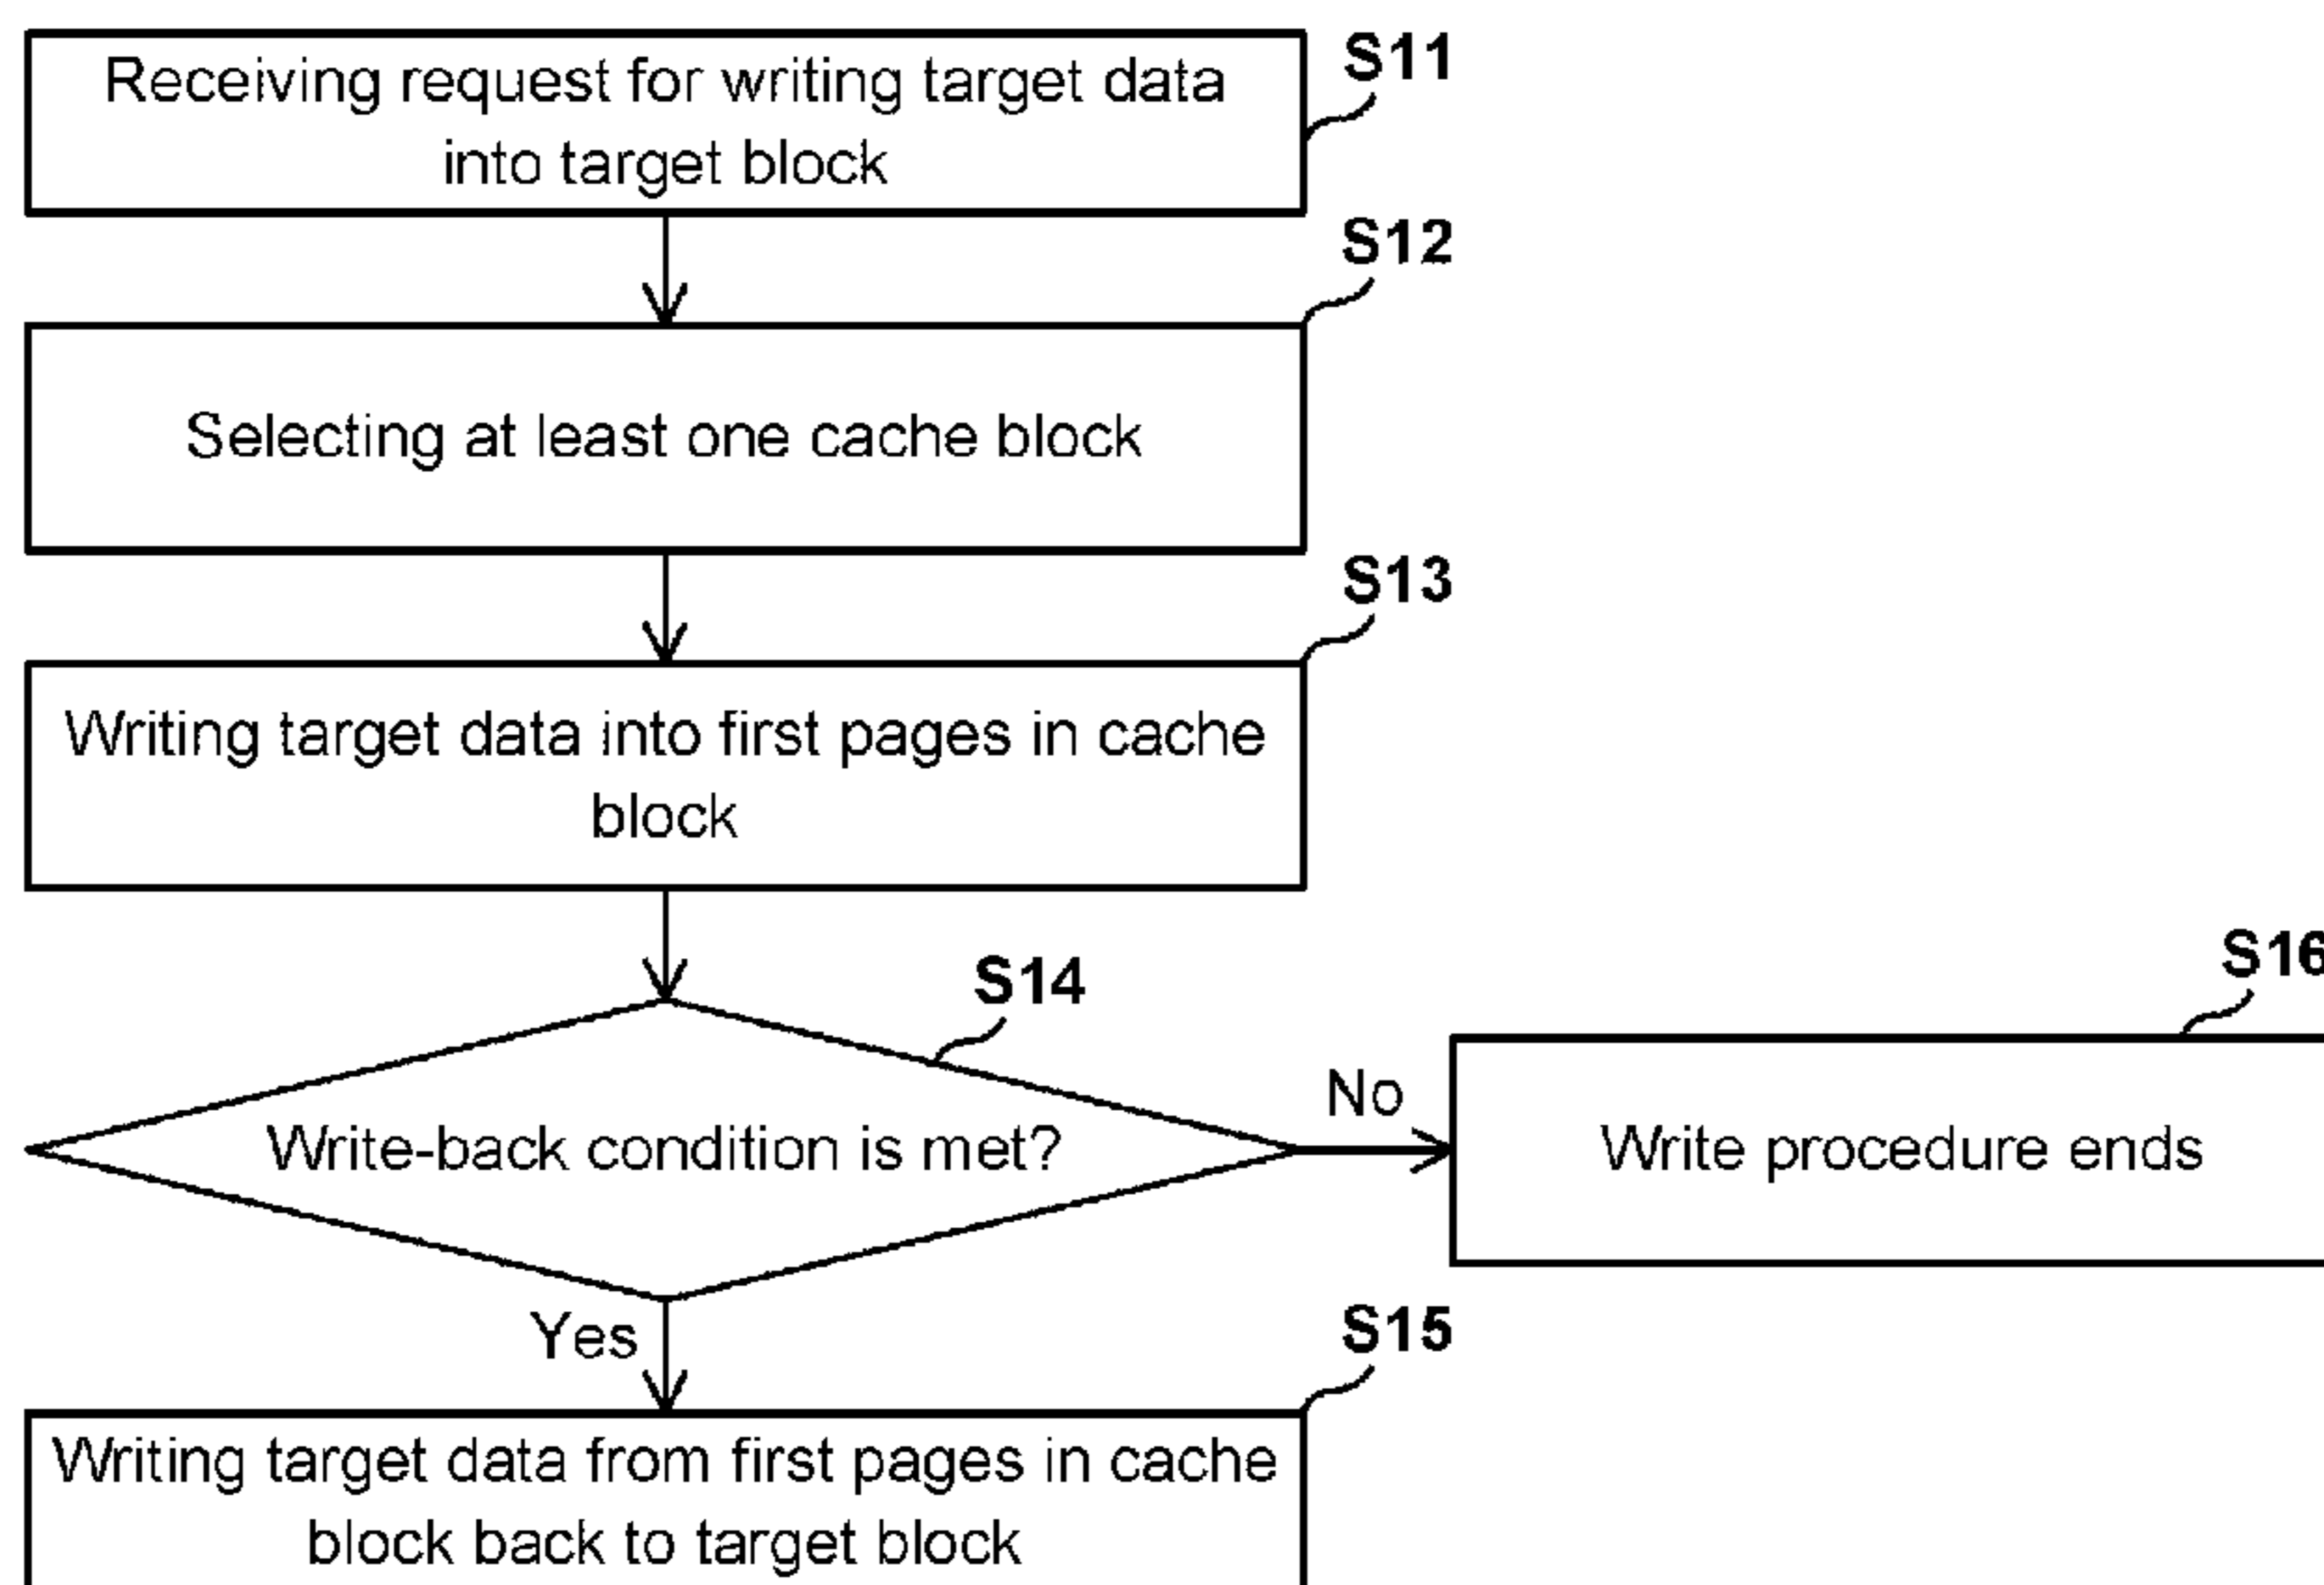 Receiving request for writing target data
into target block
S11
S12
Selecting at least one cache block
S13
Writing target data into first pages in cache
block
S14
Write-back condition is met?
No
S16
Write procedure ends
Yes
S15
Writing target data from first pages in cache
block back to target block